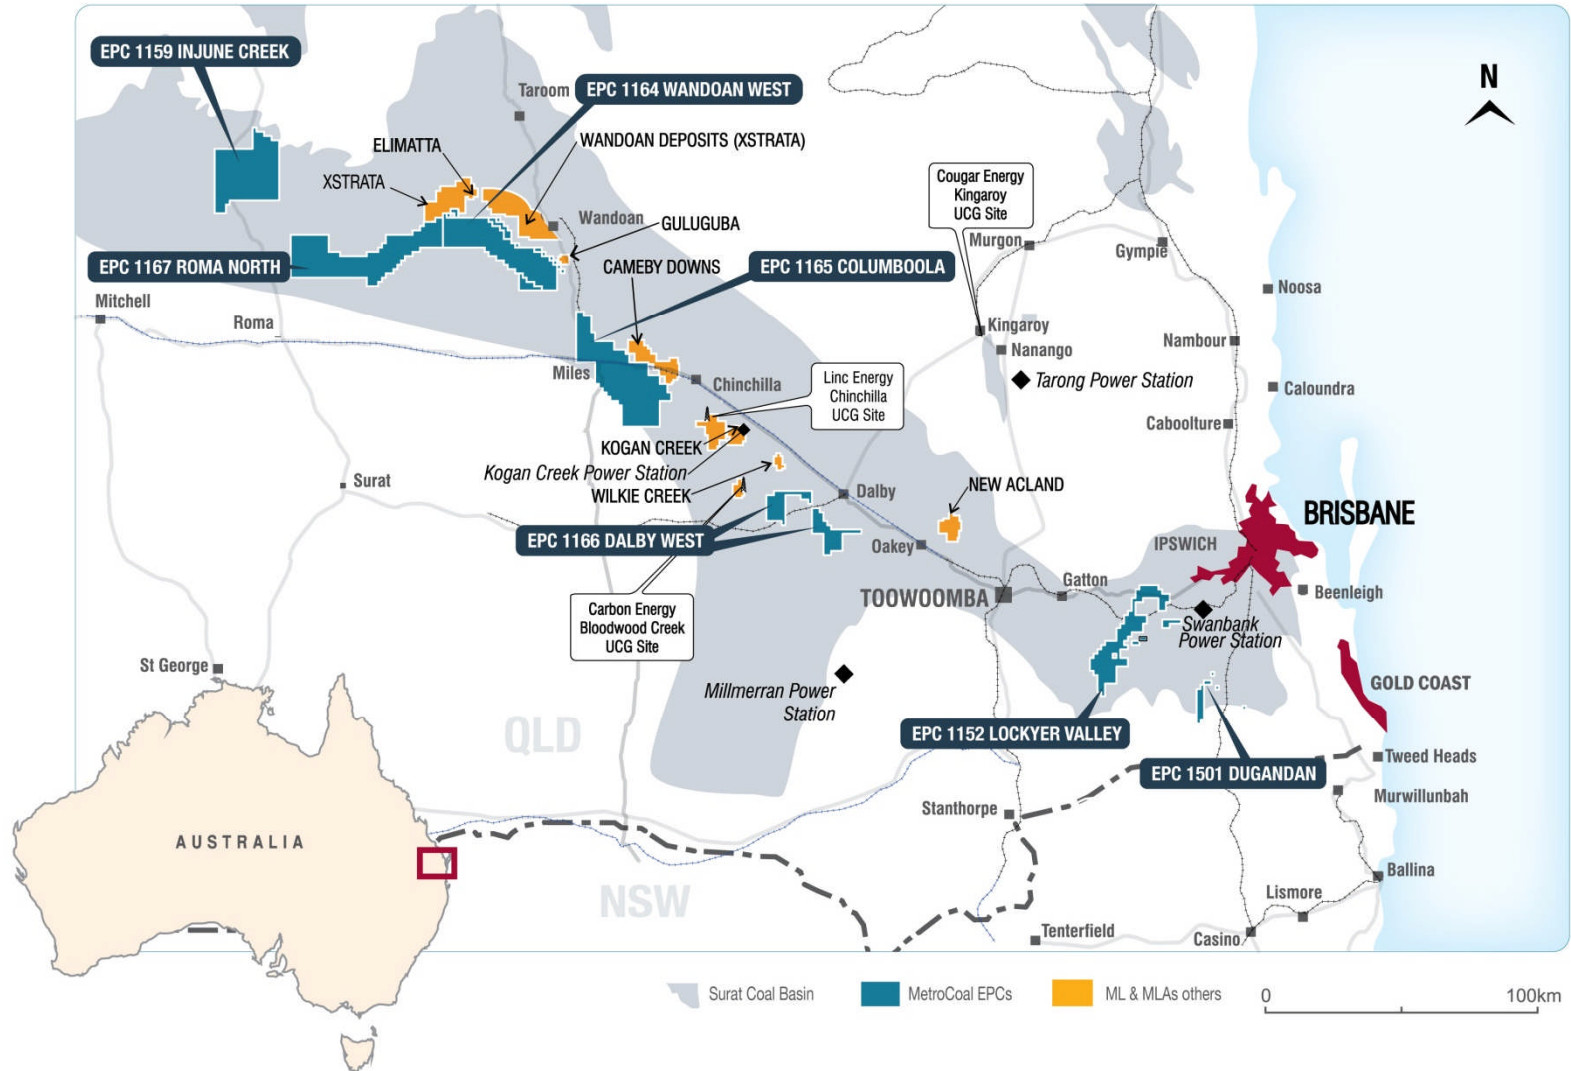 EPC 1159 INJUNE CREEK
N
Taroom
EPC 1164 WANDOAN WEST
ELIMATTA
WANDOAN DEPOSITS (XSTRATA)
XSTRATA
Cougar Energy
Kingaroy
UCG Site
Wandoan
GULUGUBA
Murgon
Gympie
EPC 1167 ROMA NORTH
CAMEBY DOWNS
EPC 1165 COLUMBOOLA
Noosa
Mitchell
Roma
Kingaroy
Nambour
Nanango
Miles
Chinchilla
Linc Energy
Chinchilla
UCG Site
Tarong Power Station
Caloundra
Caboolture
KOGAN CREEK
Kogan Creek Power Station
Surat
WILKIE CREEK
Dalby
NEW ACLAND
BRISBANE
EPC 1166 DALBY WEST
Oakey
IPSWICH
Gatton
TOOWOOMBA
Beenleigh
Carbon Energy
Bloodwood Creek
UCG Site
Swanbank
Power Station
St George
Millmerran Power
Station
GOLD COAST
QLD
EPC 1152 LOCKYER VALLEY
Tweed Heads
EPC 1501 DUGANDAN
Murwillunbah
Stanthorpe
AUSTRALIA
Ballina
NSW
Lismore
Tenterfield
Casino
Surat Coal Basin
MetroCoal EPCs
ML & MLAs others
0
100km